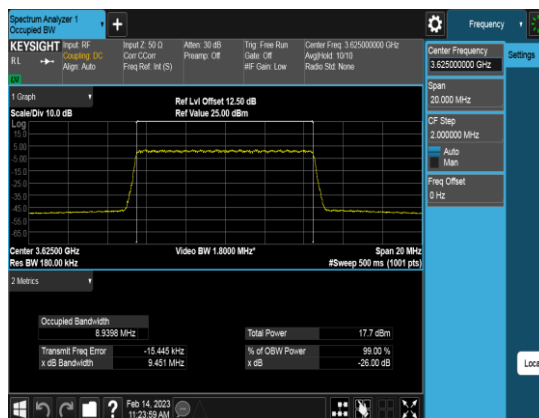 Spectrum Analyzer 1
Occupied BW
+
Frequency
KEYSIGHT
RL
Input: RF
Coupling: DC
Align: Auto
Input Z: 50 Ω
Corr CCorr
Freq Ref: Int (S)
Atten: 30 dB
Preamp: Off
Trig: Free Run
Gate: Off
#IF Gain: Low
Center Freq: 3.625000000 GHz
Avg|Hold: 10/10
Radio Std: None
Center Frequency
3.625000000 GHz
Settings
Span
20.000 MHz
CF Step
2.000000 MHz
Auto
Man
Freq Offset
0 Hz
1 Graph
Scale/Div 10.0 dB
Ref Lvl Offset 12.50 dB
Ref Value 25.00 dBm
Log
15.0
5.00
-5.00
-15.0
-25.0
-35.0
-45.0
-55.0
-65.0
Center 3.62500 GHz
Res BW 180.00 kHz
Video BW 1.8000 MHz*
Span 20 MHz
#Sweep 500 ms (1001 pts)
2 Metrics
Occupied Bandwidth
8.9398 MHz
Transmit Freq Error
-15.445 kHz
x dB Bandwidth
9.451 MHz
Total Power
17.7 dBm
% of OBW Power
99.00 %
x dB
-26.00 dB
Loca
?
Feb 14, 2023
11:23:59 AM